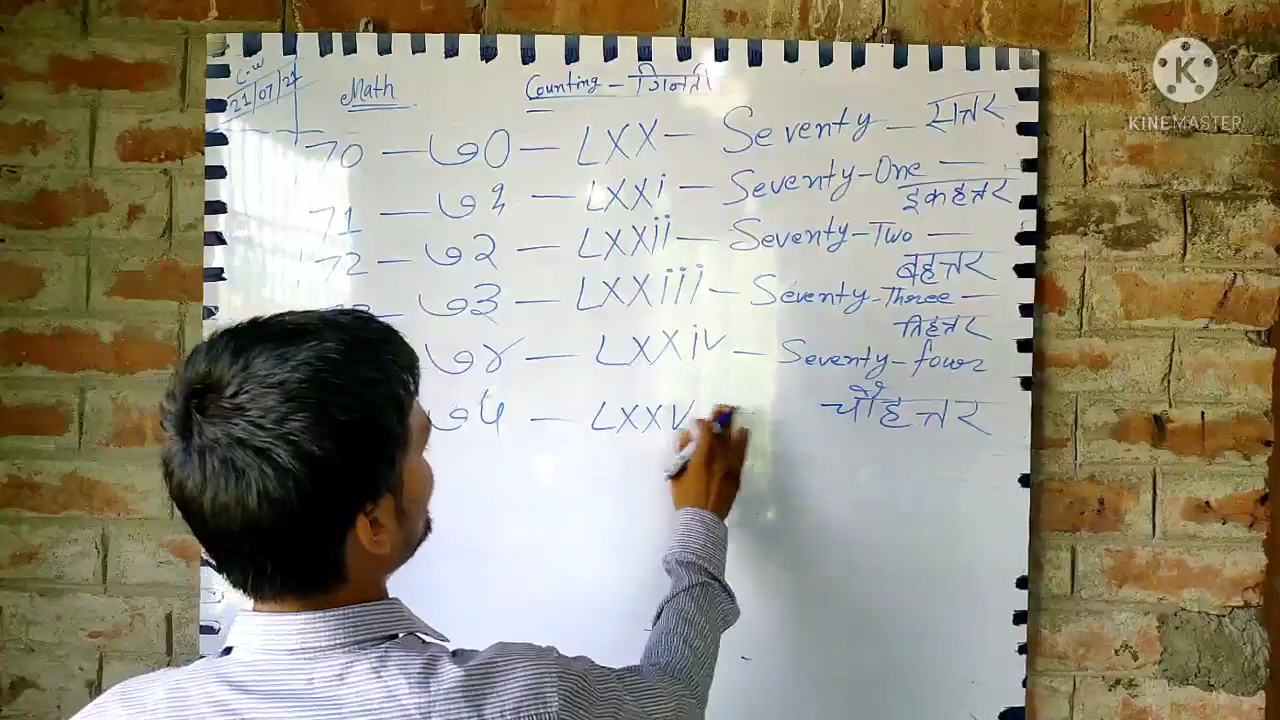 C.W
21/07/21
Math
Counting - गिनती
70 — ७0 — LXX — Seventy — सत्तर
71 — ७१ — LXXi — Seventy-One —
इकहत्तर
72 — ७२ — LXXii — Seventy-Two —
बहत्तर
७३ — LXXiii — Seventy-Three —
तिहत्तर
७४ — LXXiv — Seventy-four
७५ — LXXV चौहत्तर
K
KINEMASTER